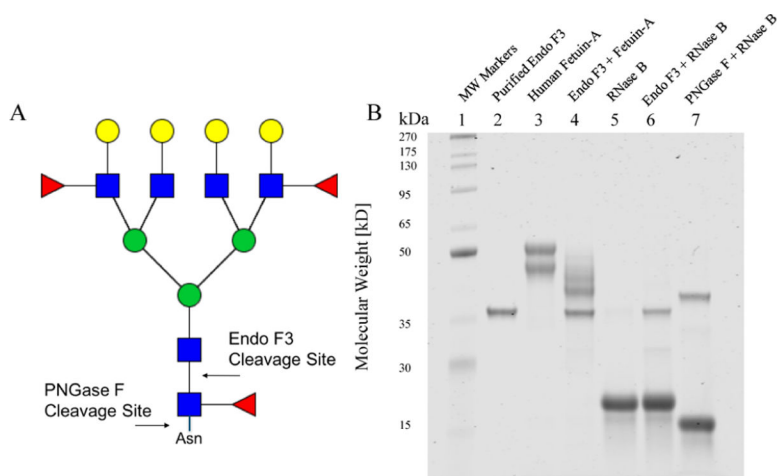 A
Endo F3
Cleavage Site
PNGase F
Cleavage Site
Asn
B
MW Markers
Purified Endo F3
Human Fetuin-A
Endo F3 + Fetuin-A
RNase B
Endo F3 + RNase B
PNGase F + RNase B
kDa 1 2 3 4 5 6 7
270
175
130
95
65
50
35
30
15
Molecular Weight [kD]